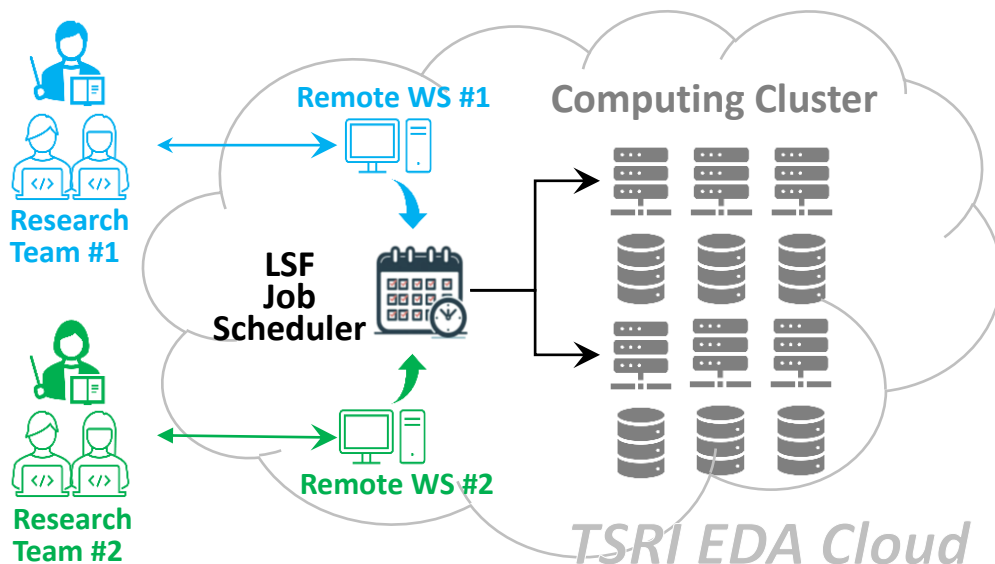 Remote WS #1
Computing Cluster
Research
Team #1
LSF
Job
Scheduler
Remote WS #2
Research
Team #2
TSRI EDA Cloud